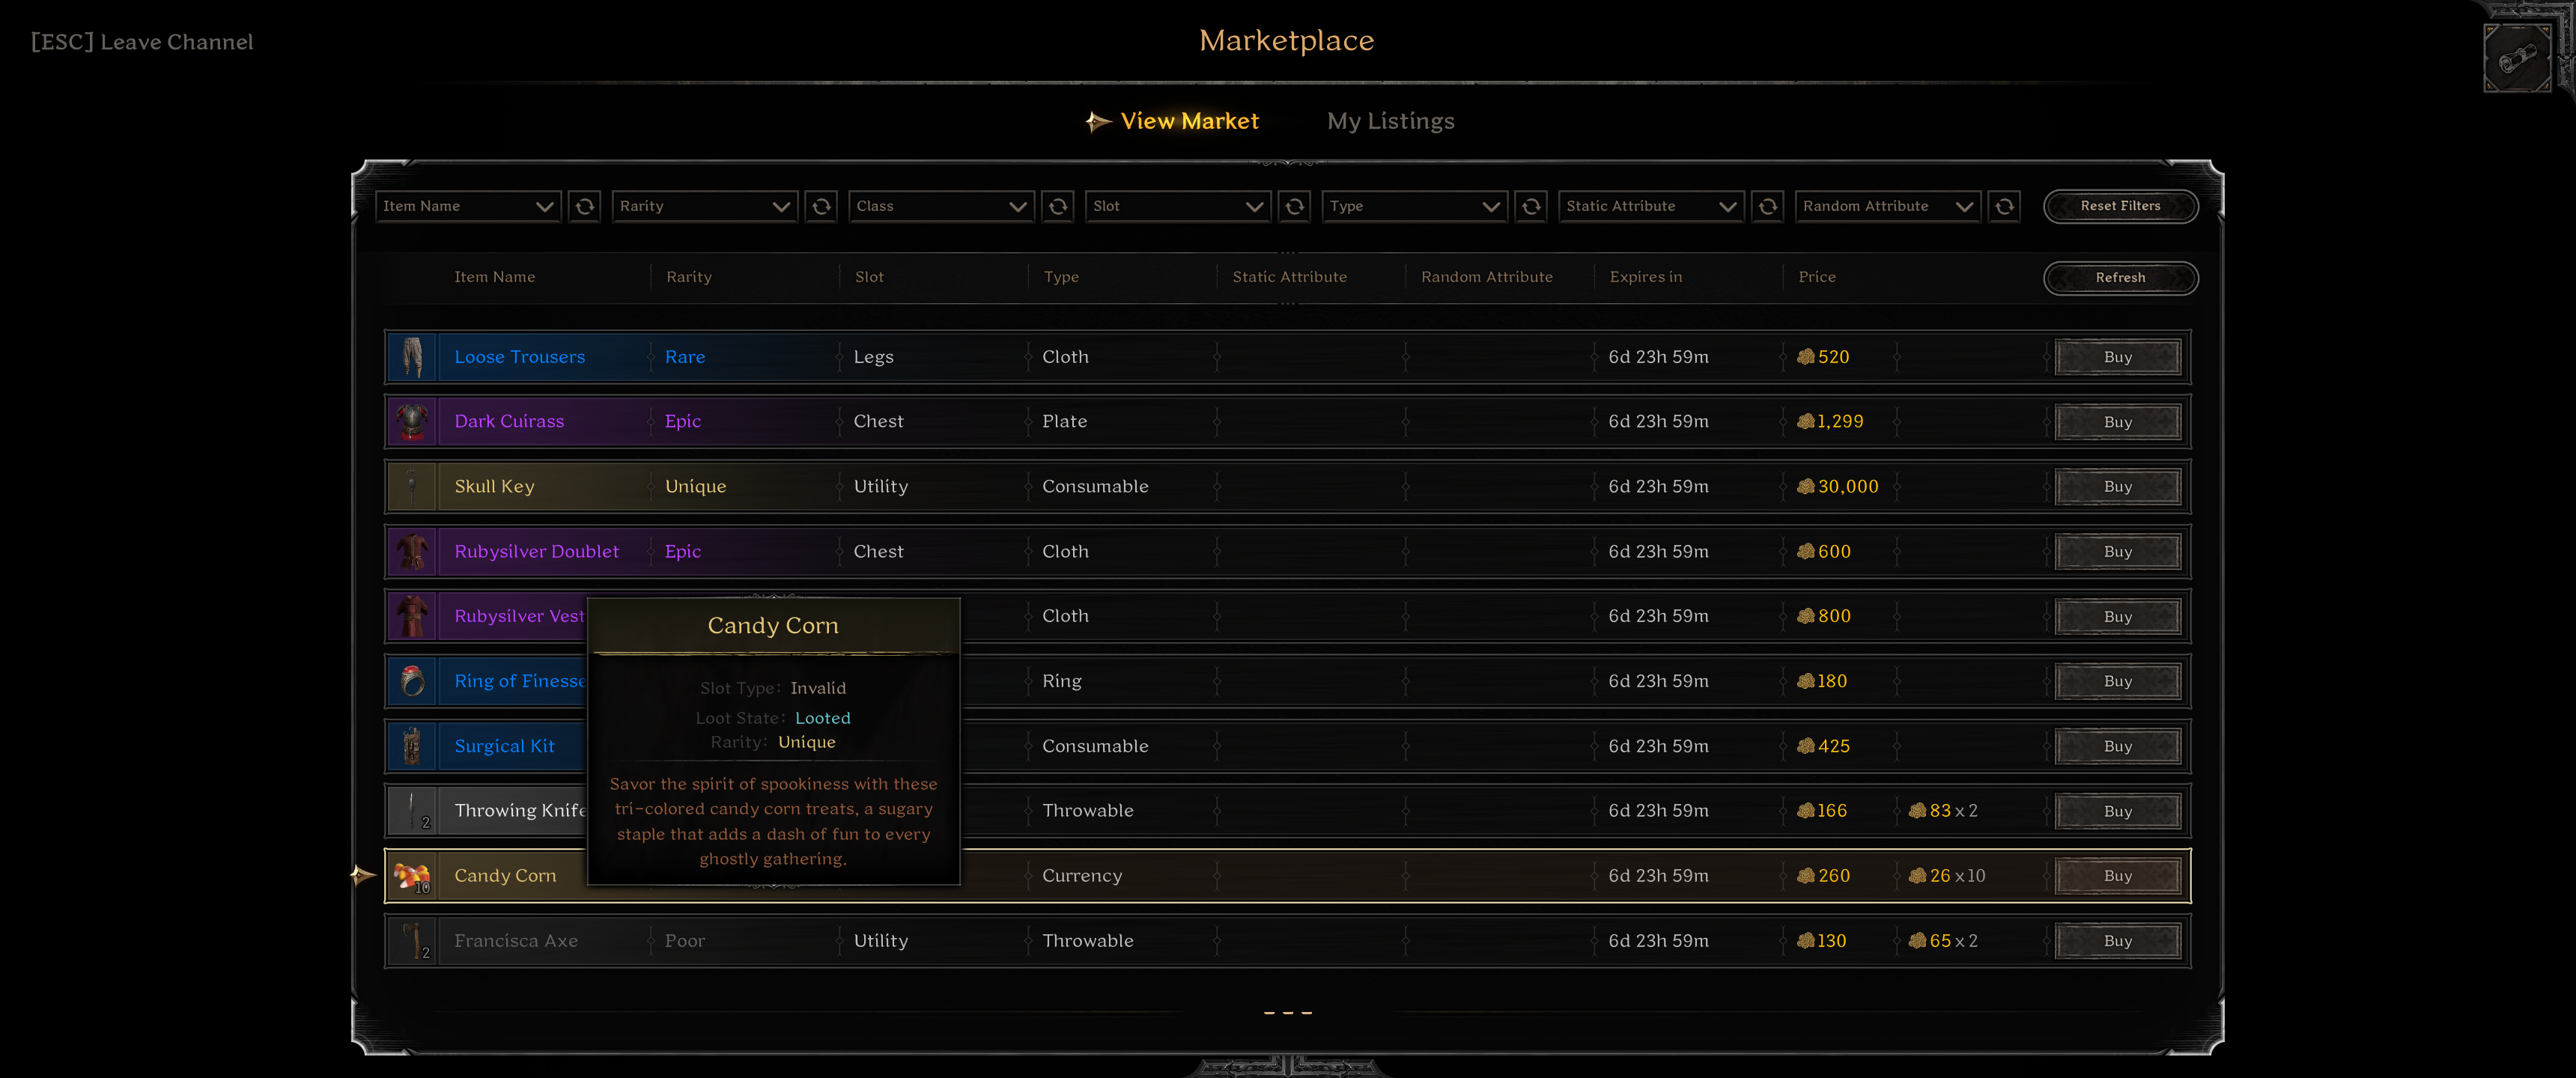 [ESC] Leave Channel
Marketplace
View Market My Listings
Item Name Rarity Class Slot Type Static Attribute Random Attribute Reset Filters
Item Name Rarity Slot Type Static Attribute Random Attribute Expires in Price Refresh
Loose Trousers Rare Legs Cloth 6d 23h 59m 520 Buy
Dark Cuirass Epic Chest Plate 6d 23h 59m 1,299 Buy
Skull Key Unique Utility Consumable 6d 23h 59m 30,000 Buy
Rubysilver Doublet Epic Chest Cloth 6d 23h 59m 600 Buy
Rubysilver Vest Cloth 6d 23h 59m 800 Buy
Ring of Finesse Ring 6d 23h 59m 180 Buy
Surgical Kit Consumable 6d 23h 59m 425 Buy
2 Throwing Knife Throwable 6d 23h 59m 166 83 x 2 Buy
10 Candy Corn Currency 6d 23h 59m 260 26 x 10 Buy
2 Francisca Axe Poor Utility Throwable 6d 23h 59m 130 65 x 2 Buy
Candy Corn
Slot Type: Invalid
Loot State: Looted
Rarity: Unique
Savor the spirit of spookiness with these
tri-colored candy corn treats, a sugary
staple that adds a dash of fun to every
ghostly gathering.